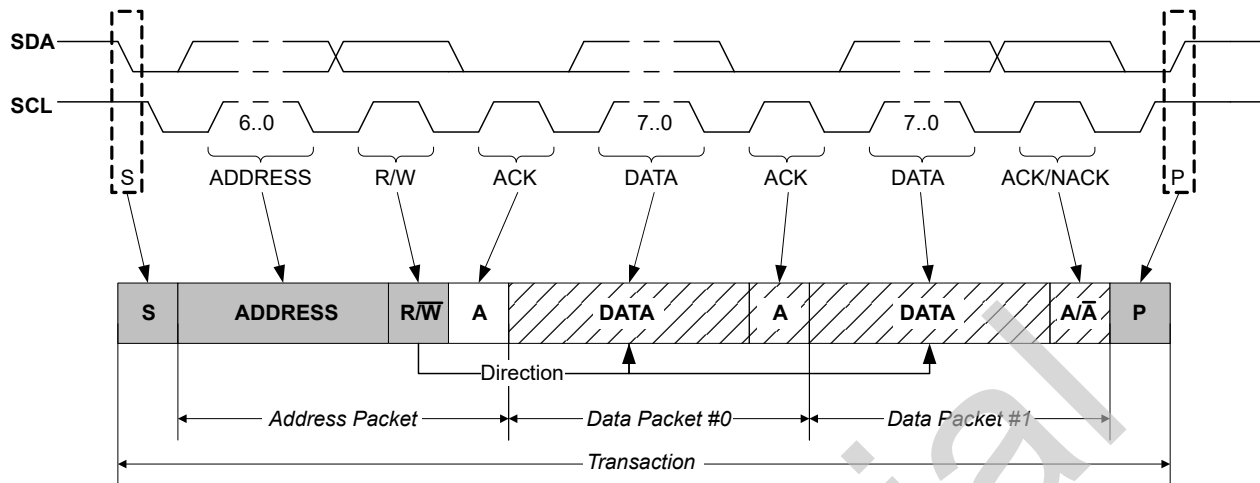 SDA
SCL
6..0 7..0 7..0
S ADDRESS R/W ACK DATA ACK DATA ACK/NACK P
S ADDRESS R/W̅ A DATA A DATA A/A̅ P
Direction
Address Packet Data Packet #0 Data Packet #1
Transaction